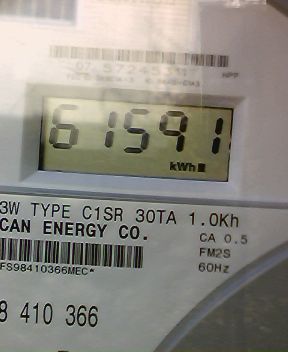 61591
kWh
3W TYPE C1SR 30TA 1.0Kh
CAN ENERGY CO.
CA 0.5
FM2S
FS98410366MEC*
60Hz
8 410 366